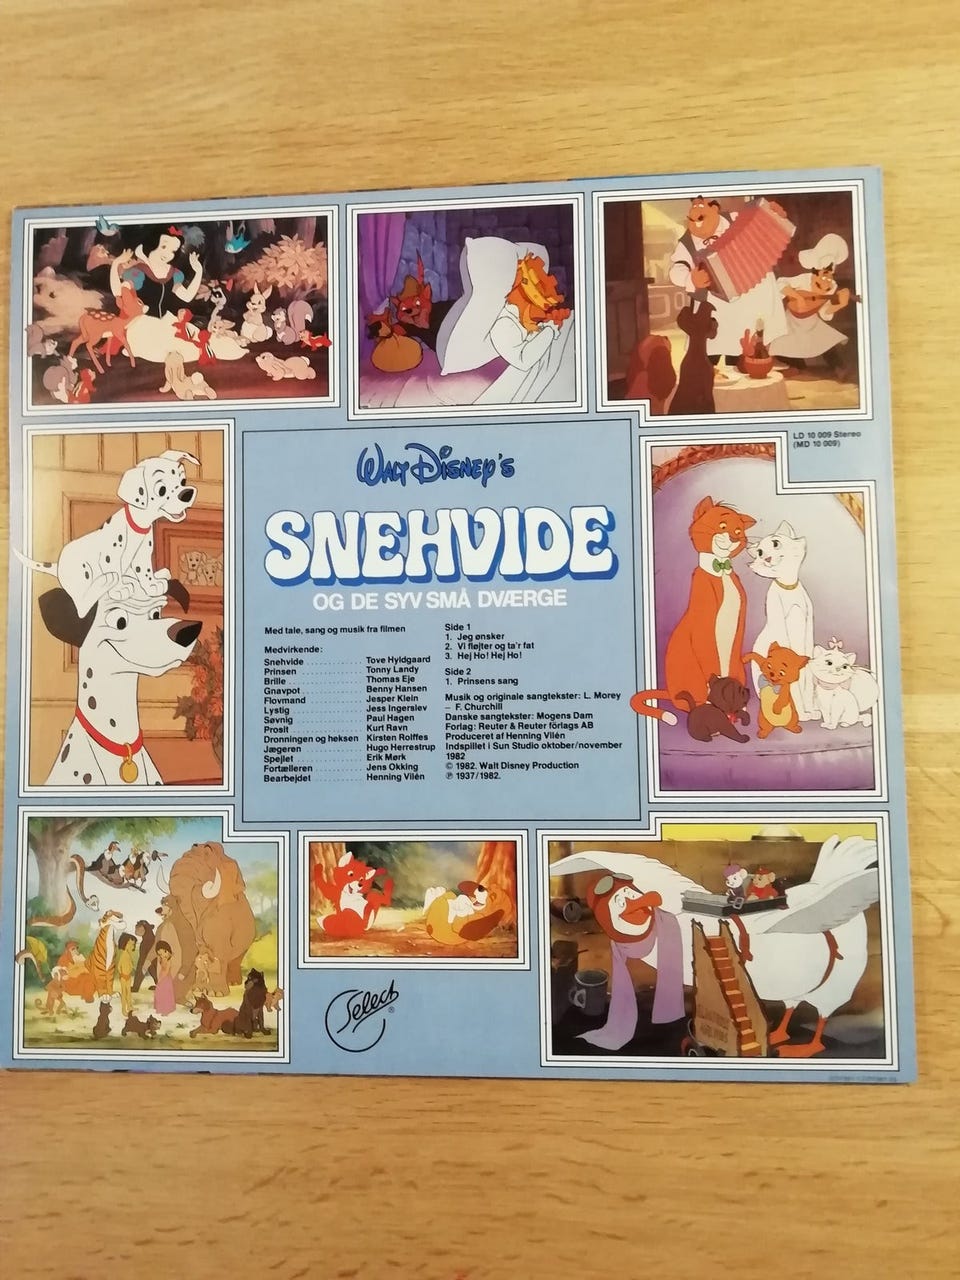 LD 10 009 Stereo
(MD 10 009)
WALT DISNEY'S
SNEHVIDE
OG DE SYV SMÅ DVÆRGE
Med tale, sang og musik fra filmen
Medvirkende:
Snehvide . . . . . . . . . . . . . Tove Hyldgaard
Prinsen . . . . . . . . . . . . . Tonny Landy
Brille . . . . . . . . . . . . . Thomas Eje
Gnavpot . . . . . . . . . . . . . Benny Hansen
Flovmand . . . . . . . . . . . . . Jesper Klein
Lystig . . . . . . . . . . . . . Jess Ingerslev
Søvnig . . . . . . . . . . . . . Paul Hagen
Prosit . . . . . . . . . . . . . Kurt Ravn
Dronningen og heksen Kirsten Rolffes
Jægeren . . . . . . . . . . . . . Hugo Herrestrup
Spejlet . . . . . . . . . . . . . Erik Mørk
Fortælleren . . . . . . . . . . . . . Jens Okking
Bearbejdet . . . . . . . . . . . . . Henning Vilén
Side 1
1. Jeg ønsker
2. Vi fløjter og ta'r fat
3. Hej Ho! Hej Ho!
Side 2
1. Prinsens sang
Musik og originale sangtekster: L. Morey
– F. Churchill
Danske sangtekster: Mogens Dam
Forlag: Reuter & Reuter förlags AB
Produceret af Henning Vilén
Indspillet i Sun Studio oktober/november
1982
© 1982. Walt Disney Production
℗ 1937/1982.
Select®